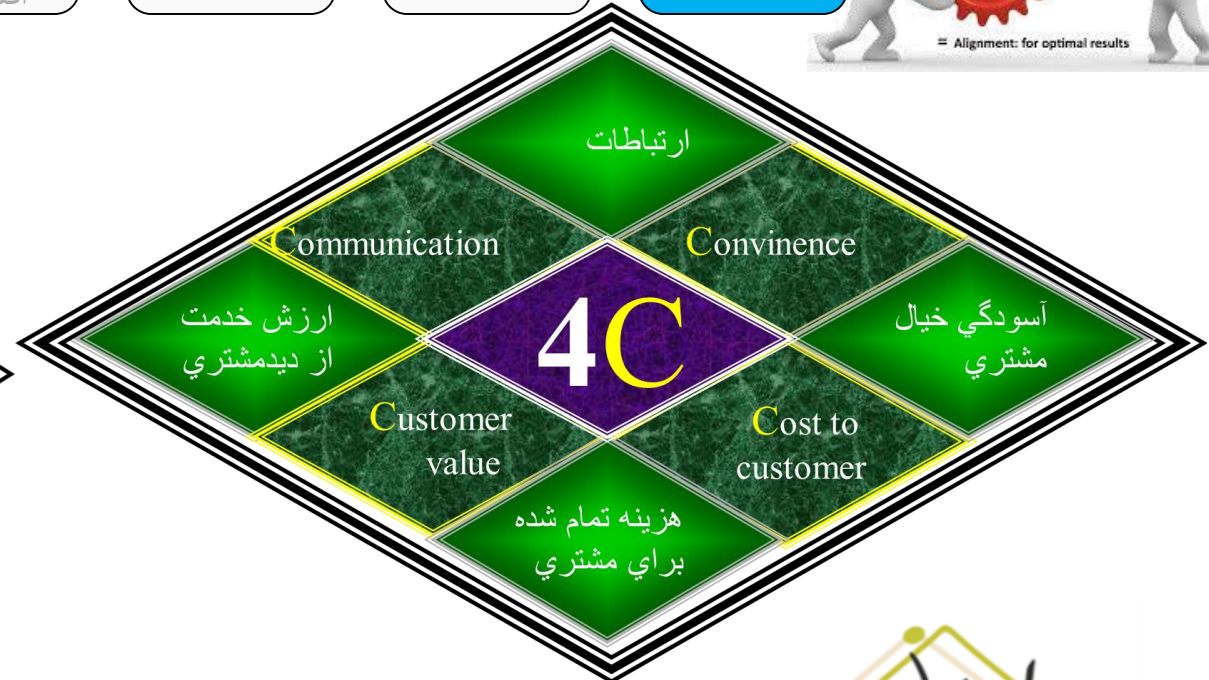 = Alignment: for optimal results
ارتباطات
Communication
Convinence
ارزش خدمت
از ديدمشتري
4C
آسودگي خيال
مشتري
Customer
value
Cost to
customer
هزينه تمام شده
براي مشتري